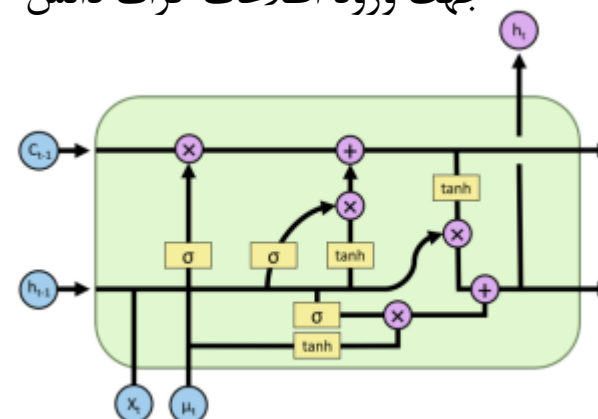 جهت ورود اطلاعات گراف دانش
hₜ
Cₜ₋₁
× +
tanh
×
σ σ tanh ×
hₜ₋₁
+
σ ×
tanh
Xₜ μₜ